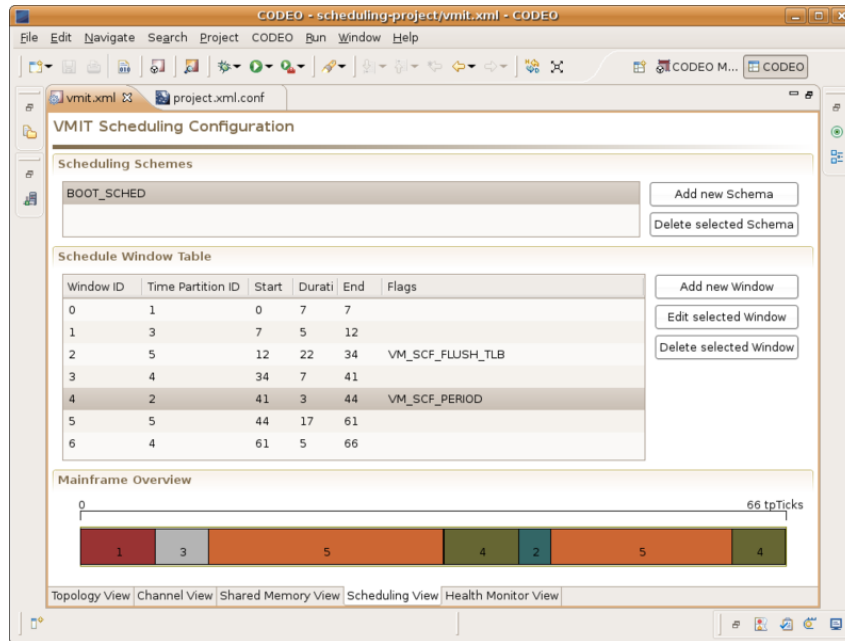 CODEO - scheduling-project/vmit.xml - CODEO
File Edit Navigate Search Project CODEO Run Window Help
CODEO M... CODEO
vmit.xml project.xml.conf
VMIT Scheduling Configuration
Scheduling Schemes
BOOT_SCHED
Add new Schema
Delete selected Schema
Schedule Window Table
Window ID Time Partition ID Start Durati End Flags
0 1 0 7 7
1 3 7 5 12
2 5 12 22 34 VM_SCF_FLUSH_TLB
3 4 34 7 41
4 2 41 3 44 VM_SCF_PERIOD
5 5 44 17 61
6 4 61 5 66
Add new Window
Edit selected Window
Delete selected Window
Mainframe Overview
0 66 tpTicks
1 3 5 4 2 5 4
Topology View Channel View Shared Memory View Scheduling View Health Monitor View